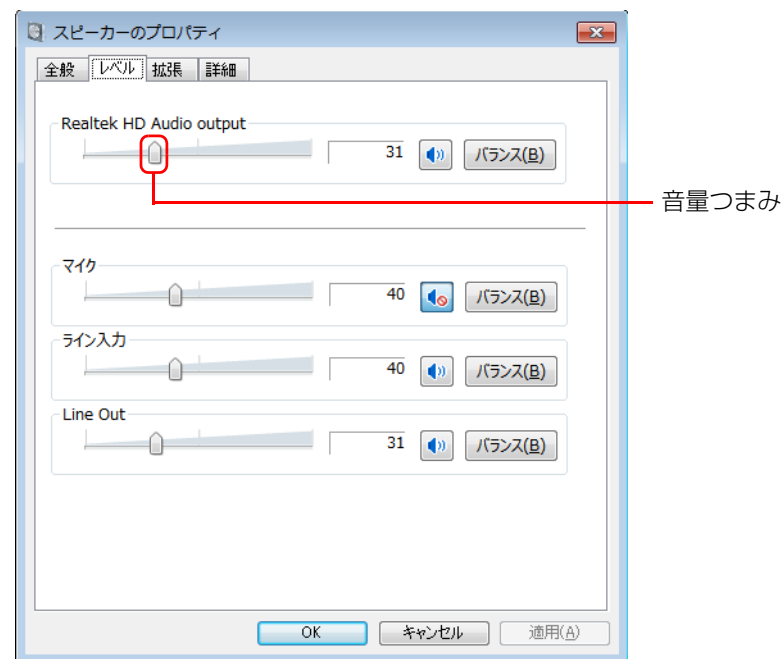 スピーカーのプロパティ
全般 レベル 拡張 詳細
Realtek HD Audio output
31 バランス(B)
音量つまみ
マイク
40 バランス(B)
ライン入力
40 バランス(B)
Line Out
31 バランス(B)
OK キャンセル 適用(A)